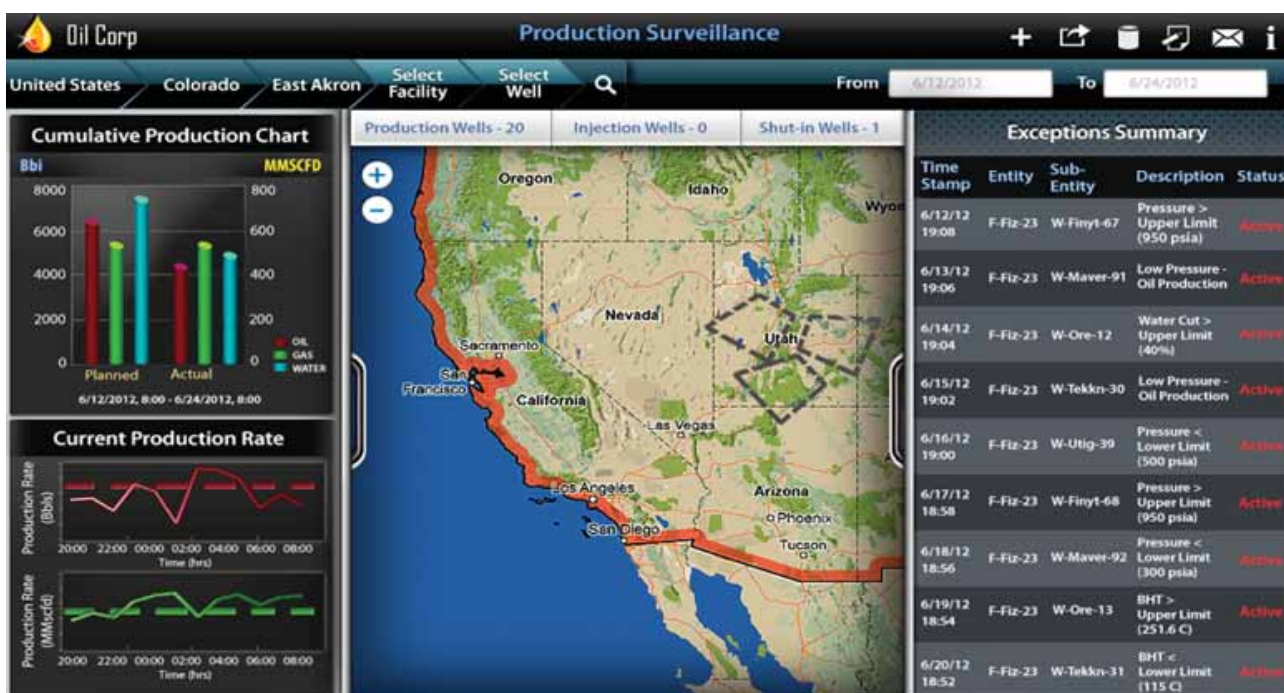 Oil Corp
Production Surveillance
United States
Colorado
East Akron
Select
Facility
Select
Well
From
6/12/2012
To
6/24/2012
Cumulative Production Chart
Bbi
MMSCFD
8000
6000
4000
2000
0
800
600
400
200
0
OIL
GAS
WATER
Planned
Actual
6/12/2012, 8:00 - 6/24/2012, 8:00
Current Production Rate
Production Rate
(Bbls)
20:00 22:00 00:00 02:00 04:00 06:00 08:00
Time (hrs)
Production Rate
(MMscfd)
20:00 22:00 00:00 02:00 04:00 06:00 08:00
Time (hrs)
Production Wells - 20
Injection Wells - 0
Shut-in Wells - 1
Oregon
Idaho
Wyon
Nevada
Utah
Sacramento
San
Francisco
California
Las Vegas
Los Angeles
Arizona
Phoenix
San Diego
Tucson
Exceptions Summary
Time
Stamp
Entity
Sub-
Entity
Description
Status
6/12/12
19:08
F-Fiz-23
W-Finyt-67
Pressure >
Upper Limit
(950 psia)
Active
6/13/12
19:06
F-Fiz-23
W-Maver-91
Low Pressure -
Oil Production
Active
6/14/12
19:04
F-Fiz-23
W-Ore-12
Water Cut >
Upper Limit
(40%)
Active
6/15/12
19:02
F-Fiz-23
W-Tekkn-30
Low Pressure -
Oil Production
Active
6/16/12
19:00
F-Fiz-23
W-Utig-39
Pressure <
Lower Limit
(500 psia)
Active
6/17/12
18:58
F-Fiz-23
W-Finyt-68
Pressure >
Upper Limit
(950 psia)
Active
6/18/12
18:56
F-Fiz-23
W-Maver-92
Pressure <
Lower Limit
(300 psia)
Active
6/19/12
18:54
F-Fiz-23
W-Ore-13
BHT >
Upper Limit
(251.6 C)
Active
6/20/12
18:52
F-Fiz-23
W-Tekkn-31
BHT <
Lower Limit
(115 C)
Active